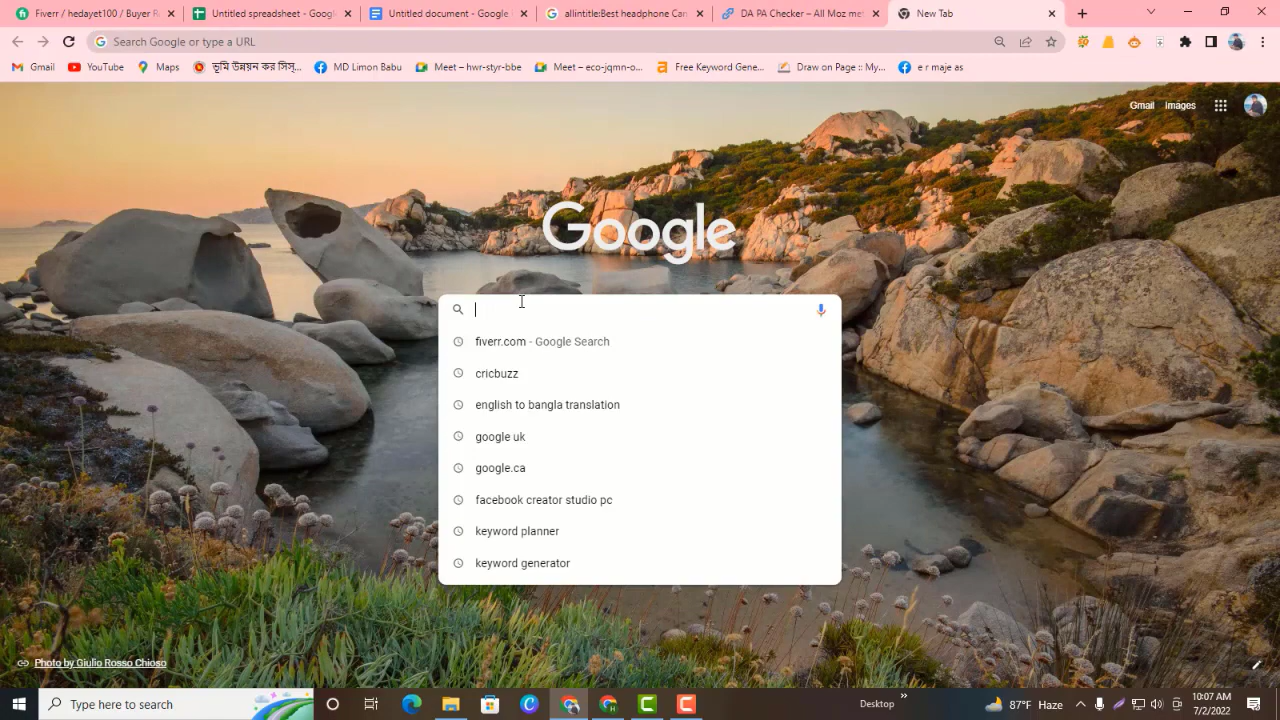 Fiverr / hedayet100 / Buyer R
Untitled spreadsheet - Google
Untitled document - Google
allintitle:Best headphone Can
DA PA Checker – All Moz met
New Tab
Search Google or type a URL
Gmail
YouTube
Maps
ভূমি উন্নয়ন কর সিস্...
MD Limon Babu
Meet – hwr-styr-bbe
Meet – eco-jqmn-o...
Free Keyword Gene...
Draw on Page :: My...
e r maje as
Gmail
Images
Google
fiverr.com - Google Search
cricbuzz
english to bangla translation
google uk
google.ca
facebook creator studio pc
keyword planner
keyword generator
Photo by Giulio Rosso Chioso
Type here to search
Desktop
87°F Haze
10:07 AM
7/2/2022